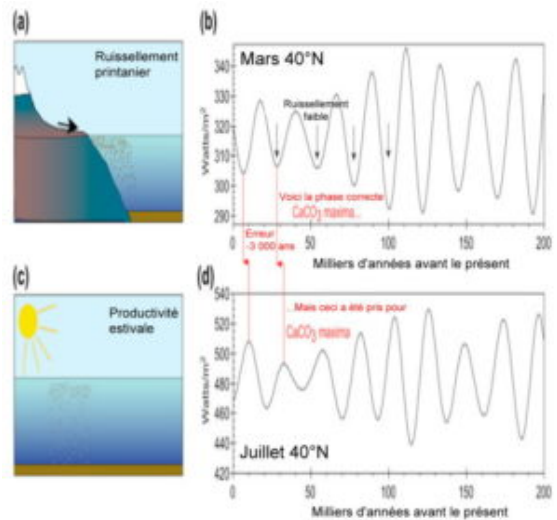 (a)
Ruissellement
printanier
(b)
Mars 40°N
Ruissellement
faible
Voici la phase correcte
CaCO₃ maxima...
Watts/m²
340
330
320
310
300
290
0 50 100 150 200
Milliers d'années avant le présent
Erreur
-3 000 ans
(c)
Productivité
estivale
(d)
...Mais ceci a été pris pour
CaCO₃ maxima
Watts/m²
540
520
500
480
460
440
420
Juillet 40°N
0 50 100 150 200
Milliers d'années avant le présent